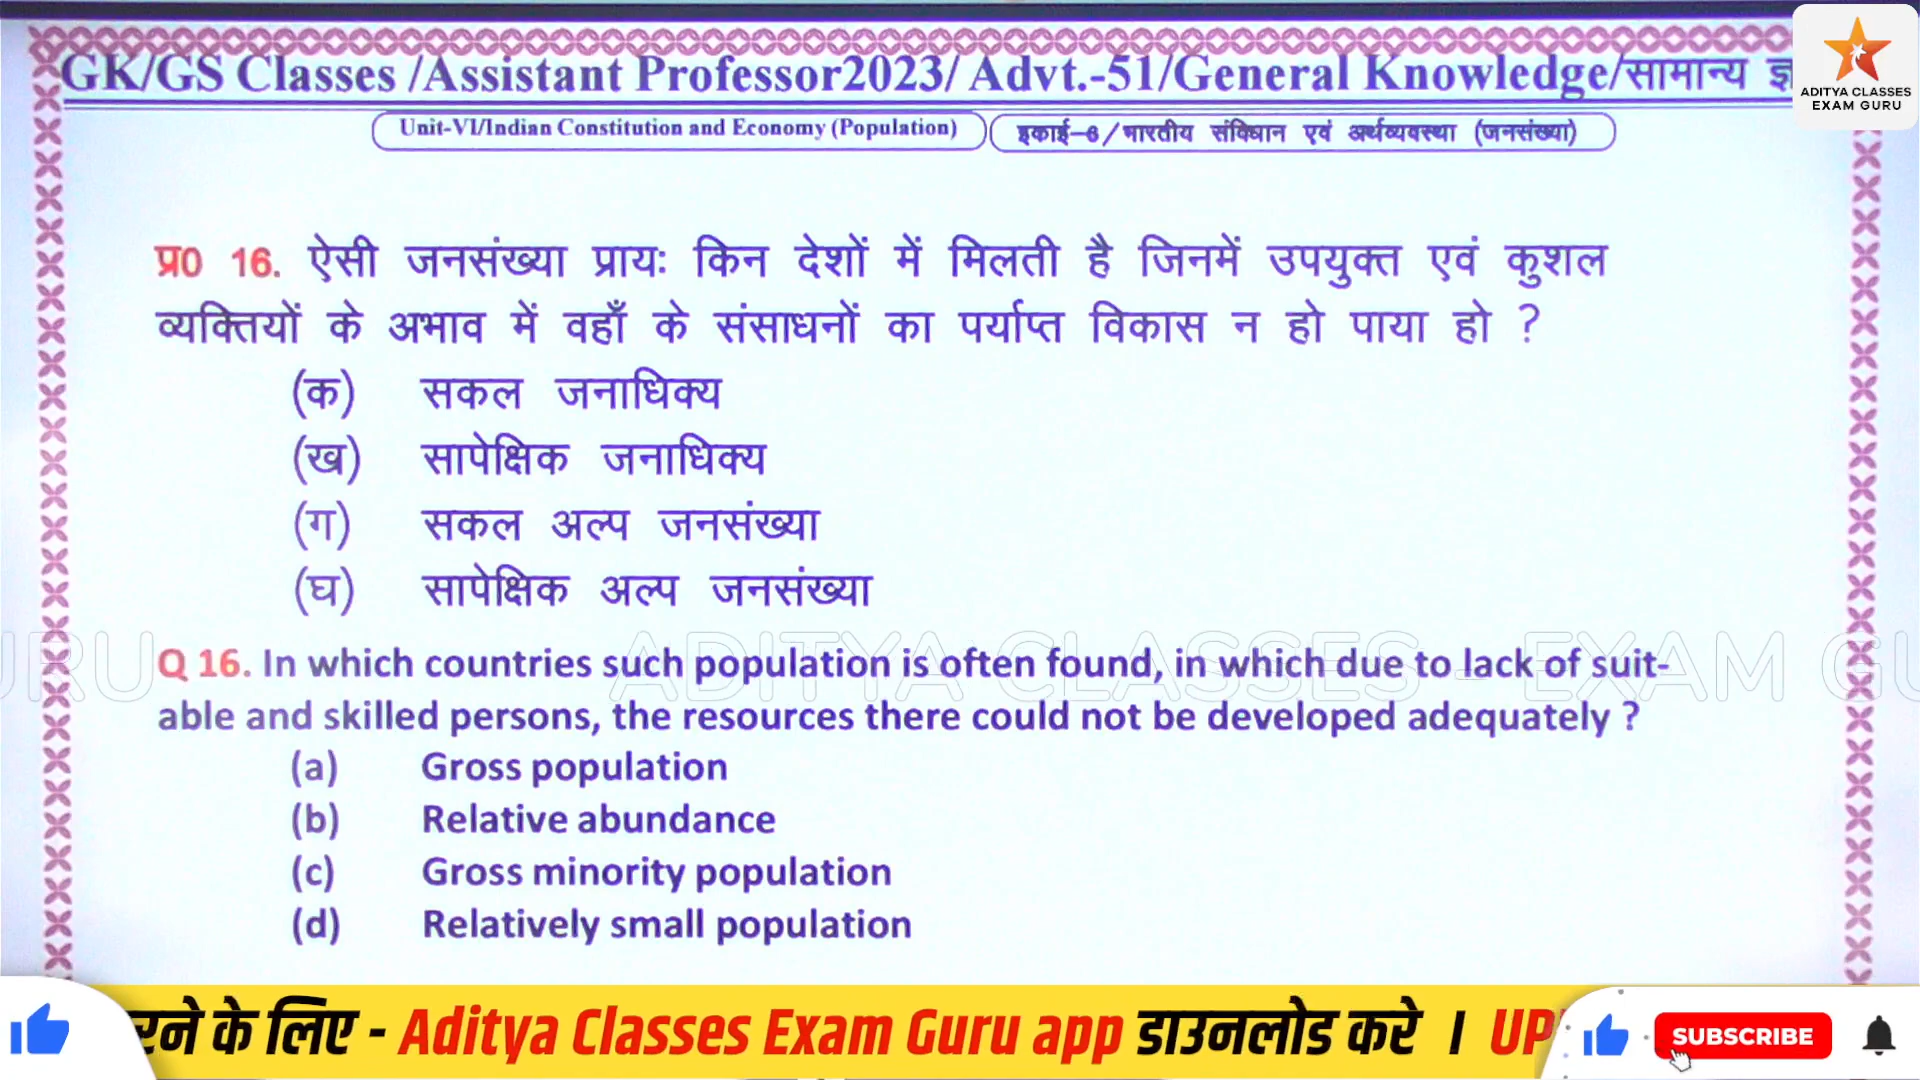 GK/GS Classes /Assistant Professor2023/ Advt.-51/General Knowledge/सामान्य
ADITYA CLASSES
EXAM GURU
Unit-VI/Indian Constitution and Economy (Population)
इकाई-6/भारतीय संविधान एवं अर्थव्यवस्था (जनसंख्या)
प्र0 16. ऐसी जनसंख्या प्रायः किन देशों में मिलती है जिनमें उपयुक्त एवं कुशल
व्यक्तियों के अभाव में वहाँ के संसाधनों का पर्याप्त विकास न हो पाया हो ?
(क) सकल जनाधिक्य
(ख) सापेक्षिक जनाधिक्य
(ग) सकल अल्प जनसंख्या
(घ) सापेक्षिक अल्प जनसंख्या
URU ADITYA CLASSES - EXAM GU
Q 16. In which countries such population is often found, in which due to lack of suit-
able and skilled persons, the resources there could not be developed adequately ?
(a) Gross population
(b) Relative abundance
(c) Gross minority population
(d) Relatively small population
रने के लिए - Aditya Classes Exam Guru app डाउनलोड करे । UP
SUBSCRIBE